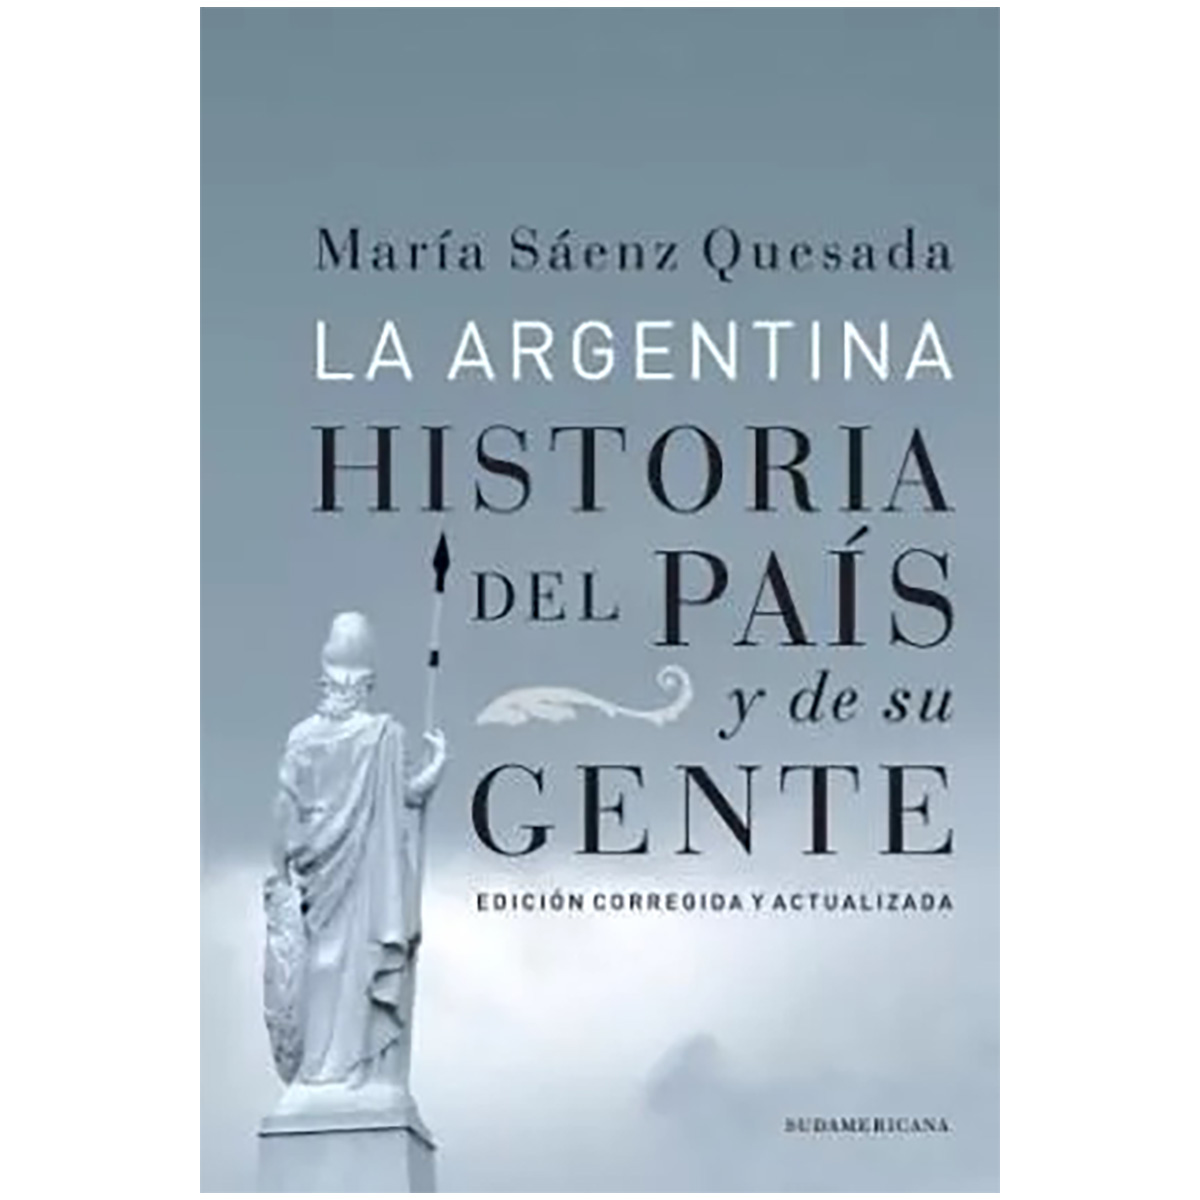 María Sáenz Quesada
LA ARGENTINA
HISTORIA
DEL PAÍS
y de su
GENTE
EDICIÓN CORREGIDA Y ACTUALIZADA
SUDAMERICANA